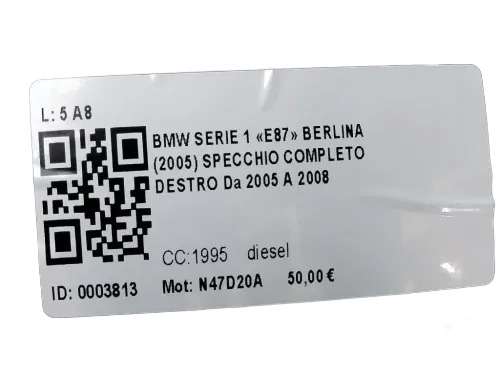 L: 5 A8
BMW SERIE 1 «E87» BERLINA
(2005) SPECCHIO COMPLETO
DESTRO Da 2005 A 2008
CC:1995 diesel
ID: 0003813 Mot: N47D20A 50,00 €